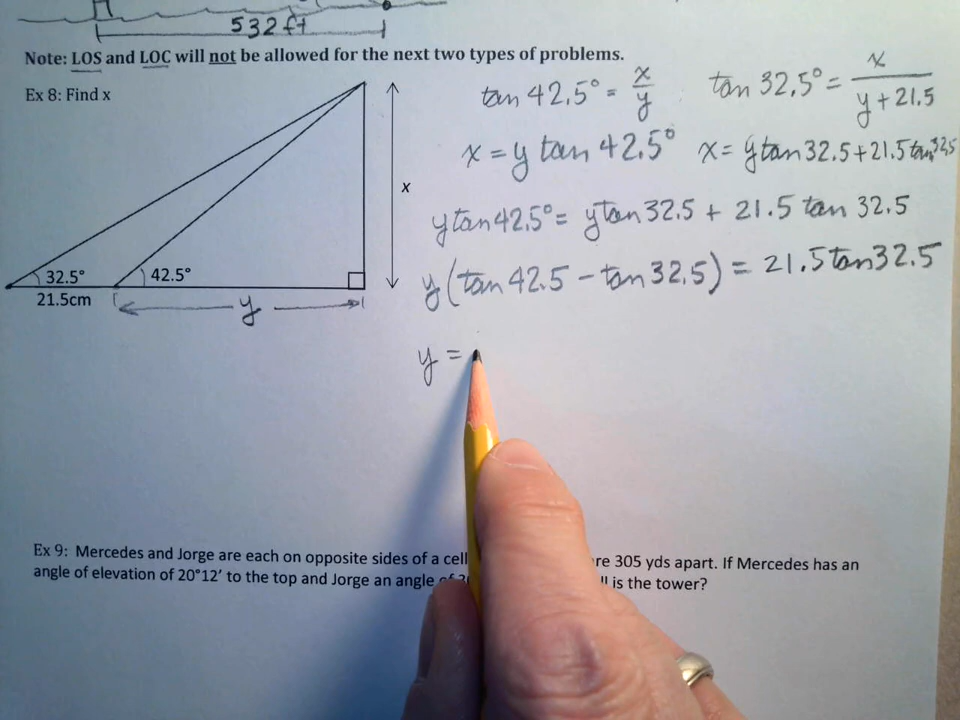 532ft
Note: LOS and LOC will not be allowed for the next two types of problems.
Ex 8: Find x
32.5°
42.5°
21.5cm
y
x
tan 42.5° = x/y
tan 32.5° = x/(y + 21.5)
x = y tan 42.5°
x = y tan 32.5 + 21.5 tan 32.5
y tan 42.5° = y tan 32.5 + 21.5 tan 32.5
y (tan 42.5 - tan 32.5) = 21.5 tan 32.5
y =
Ex 9: Mercedes and Jorge are each on opposite sides of a cell re 305 yds apart. If Mercedes has an
angle of elevation of 20°12' to the top and Jorge an angle is the tower?